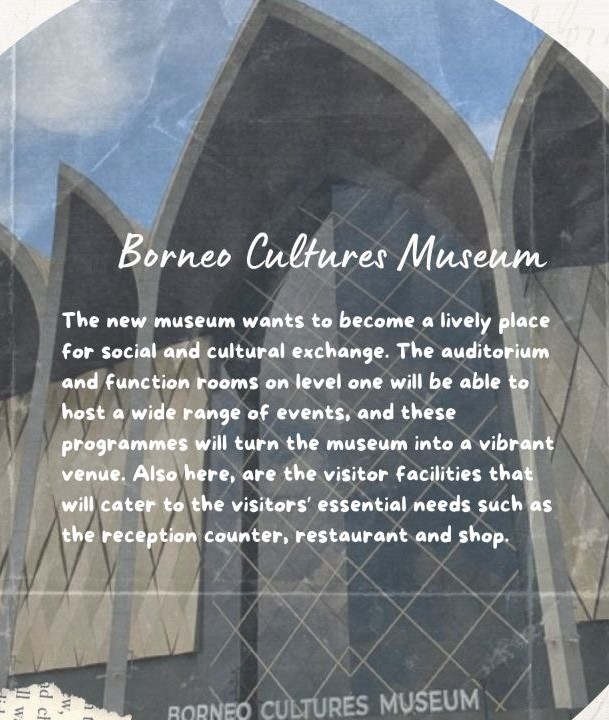 Borneo Cultures Museum
The new museum wants to become a lively place
for social and cultural exchange. The auditorium
and function rooms on level one will be able to
host a wide range of events, and these
programmes will turn the museum into a vibrant
venue. Also here, are the visitor facilities that
will cater to the visitors' essential needs such as
the reception counter, restaurant and shop.
BORNEO CULTURES MUSEUM